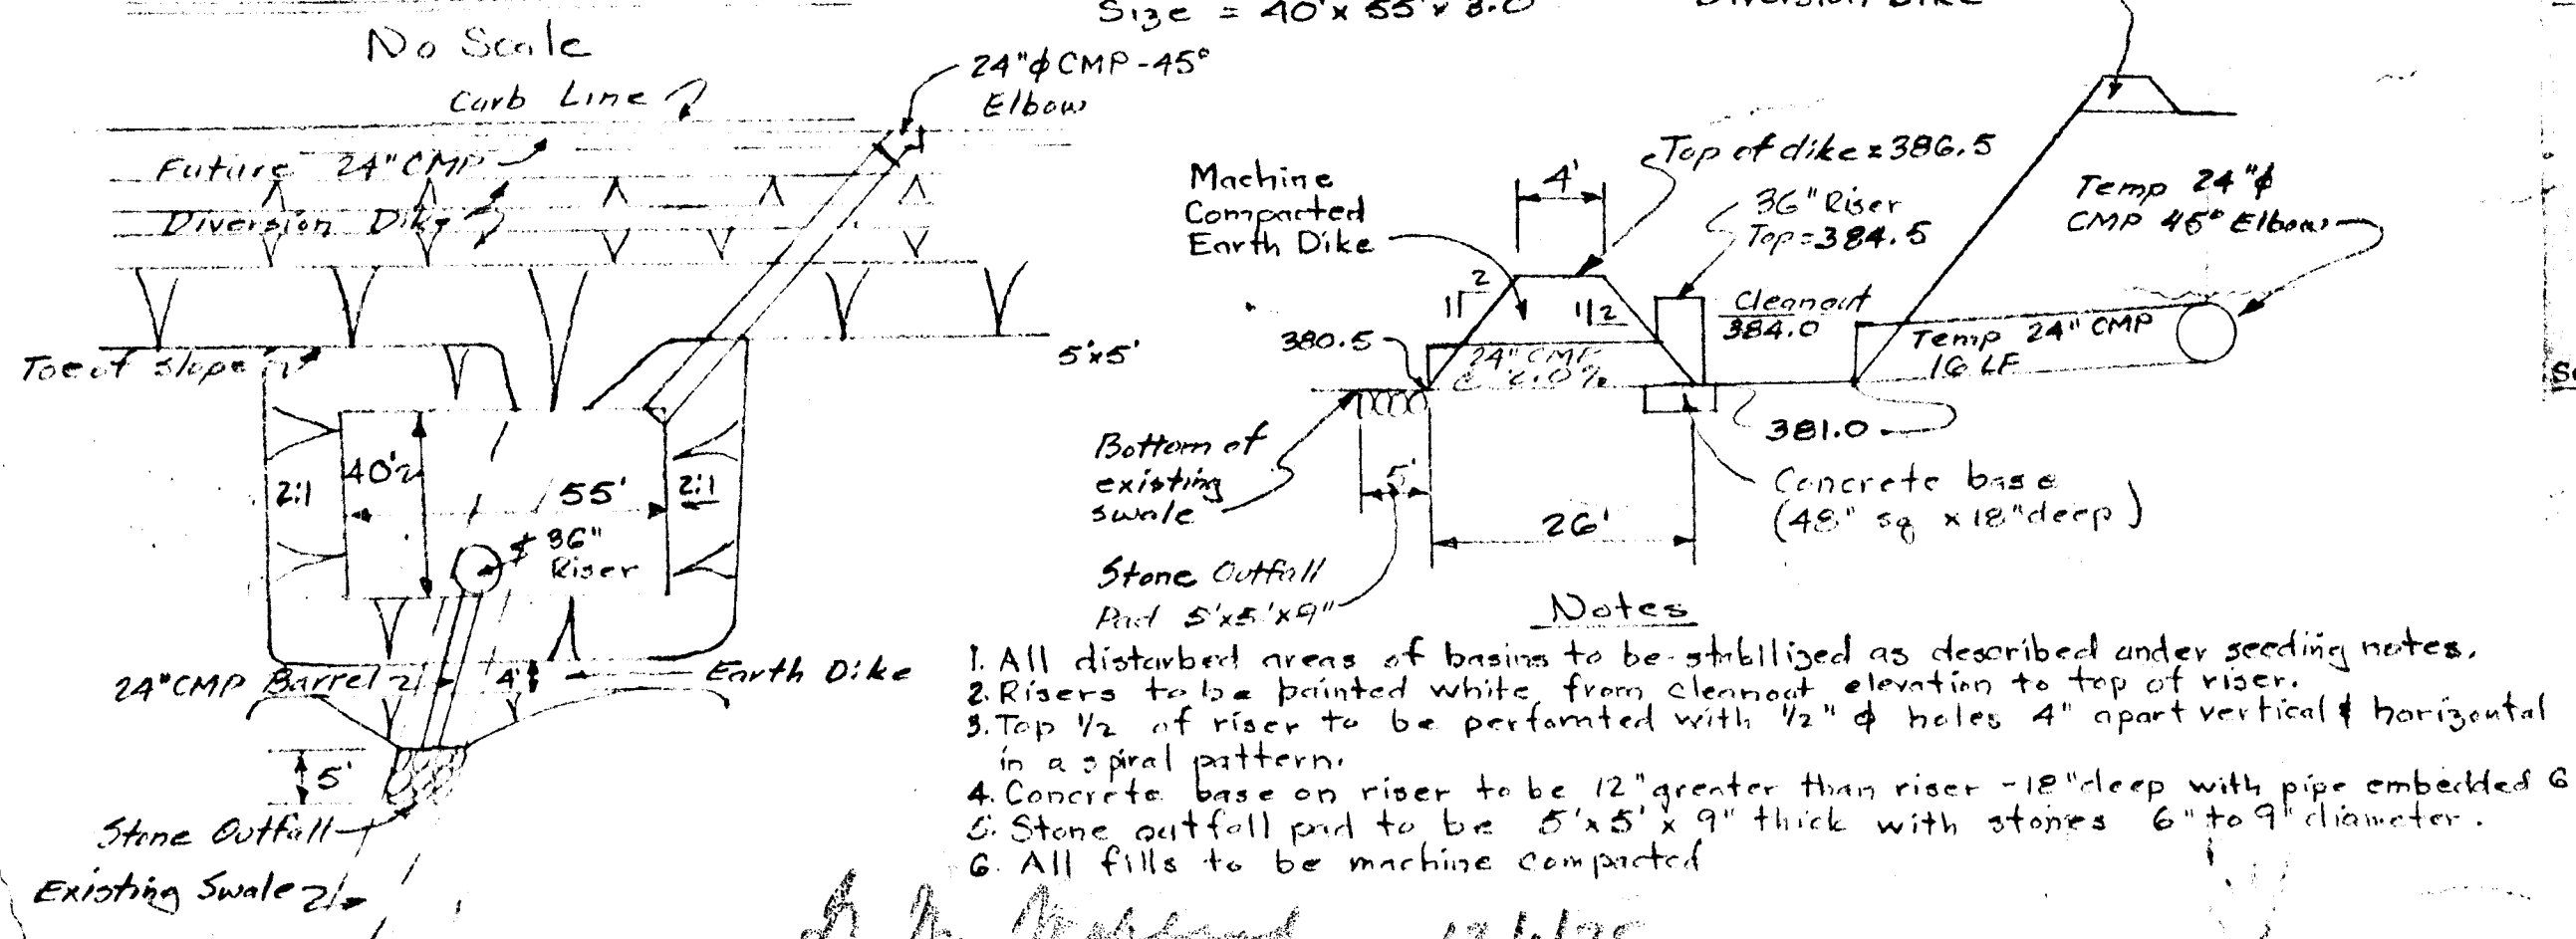 Size = 40'x 55'x 3.0'
Diversion Dike
No Scale
24"ϕ CMP-45°
Elbow
Curb Line
Future 24" CMP
Diversion Dike
Toe of slope
5'x5'
40'
2:1
55'
2:1
36"
Riser
24"CMP Barrel
4'
Earth Dike
5'
Stone Outfall
Existing Swale
Machine
Compacted
Earth Dike
4'
Top of dike = 386.5
36" Riser
Top = 384.5
Temp 24"ϕ
CMP 45° Elbow
1 2
1 2
Cleanout
384.0
380.5
24" CMP
@ 2.0%
Temp 24" CMP
16 LF
381.0
Bottom of
existing
swale
5'
26'
Concrete base
(48" sq x 18" deep)
Stone Outfall
Pad 5'x5'x9"
Notes
1. All disturbed areas of basins to be stabilized as described under seeding notes.
2. Risers to be painted white from cleanout elevation to top of riser.
3. Top 1/2 of riser to be perforated with 1/2" ϕ holes 4" apart vertical & horizontal
in a spiral pattern.
4. Concrete base on riser to be 12" greater than riser - 18" deep with pipe embedded 6
5. Stone outfall pad to be 5'x5'x 9" thick with stones 6" to 9" diameter.
6. All fills to be machine compacted